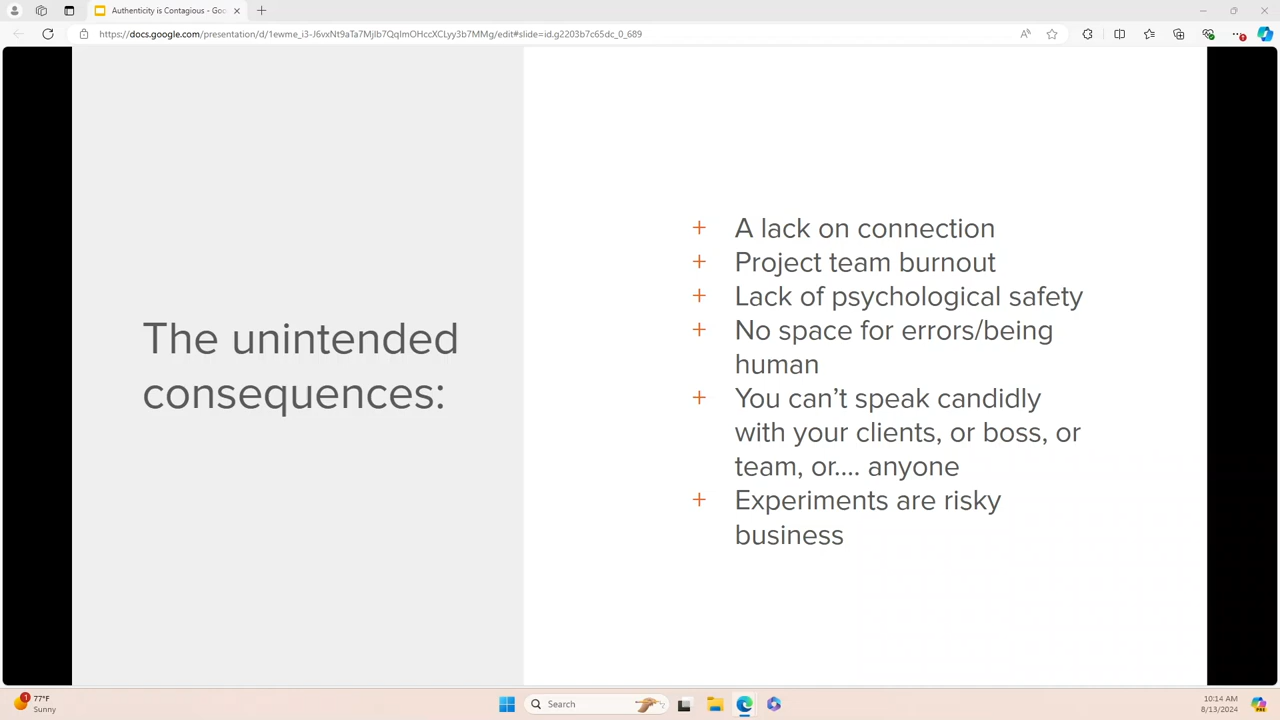 Authenticity is Contagious - Goo
https://docs.google.com/presentation/d/1ewme_i3-J6vxNt9aTa7MjIb7QqImOHccXCLyy3b7MMg/edit#slide=id.g2203b7c65dc_0_689
The unintended
consequences:
+ A lack on connection
+ Project team burnout
+ Lack of psychological safety
+ No space for errors/being
human
+ You can’t speak candidly
with your clients, or boss, or
team, or.... anyone
+ Experiments are risky
business
1
77°F
Sunny
Search
10:14 AM
8/13/2024